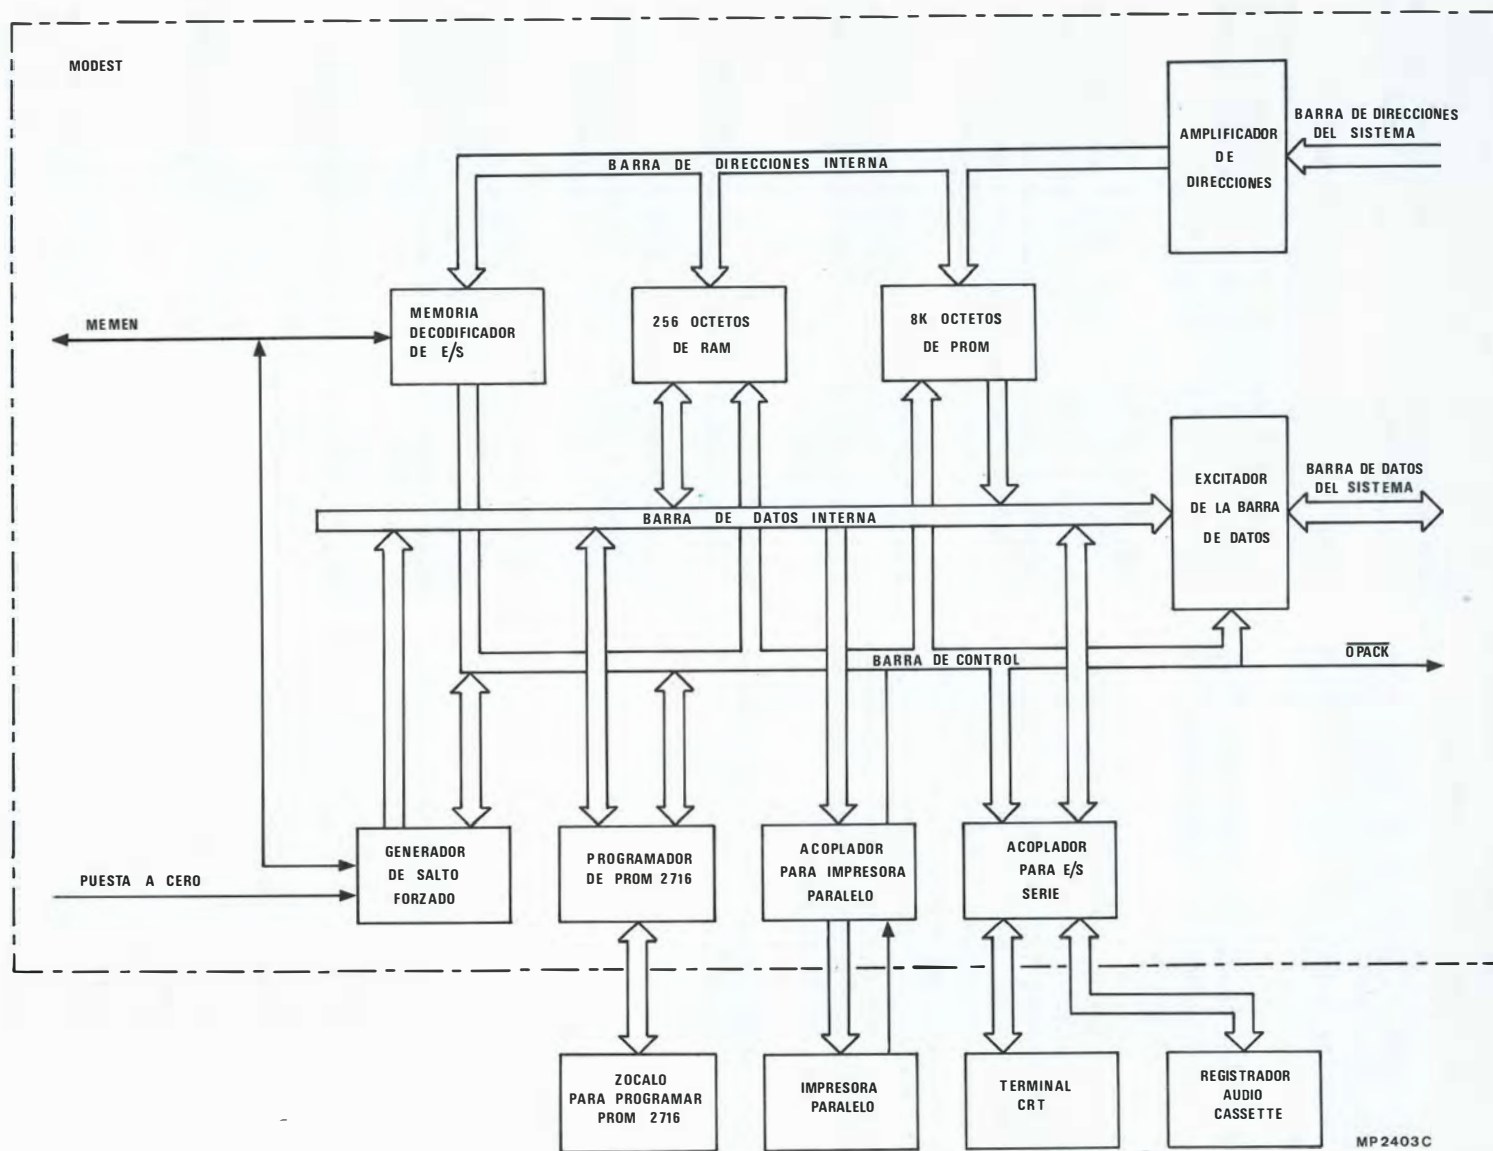 MODEST
AMPLIFICADOR
DE
DIRECCIONES
BARRA DE DIRECCIONES
DEL SISTEMA
BARRA DE DIRECCIONES INTERNA
MEMEN
MEMORIA
DECODIFICADOR
DE E/S
256 OCTETOS
DE RAM
8K OCTETOS
DE PROM
EXCITADOR
DE LA BARRA
DE DATOS
BARRA DE DATOS
DEL SISTEMA
BARRA DE DATOS INTERNA
BARRA DE CONTROL
OPACK
PUESTA A CERO
GENERADOR
DE SALTO
FORZADO
PROGRAMADOR
DE PROM 2716
ACOPLADOR
PARA IMPRESORA
PARALELO
ACOPLADOR
PARA E/S
SERIE
ZOCALO
PARA PROGRAMAR
PROM 2716
IMPRESORA
PARALELO
TERMINAL
CRT
REGISTRADOR
AUDIO
CASSETTE
MP2403C